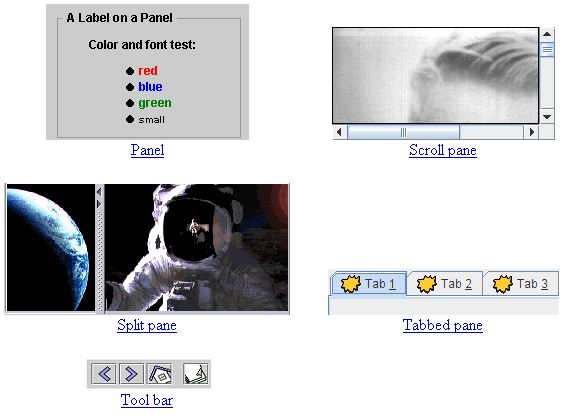 A Label on a Panel
Color and font test:
red
blue
green
small
Panel
Scroll pane
Split pane
Tab 1 Tab 2 Tab 3
Tabbed pane
Tool bar